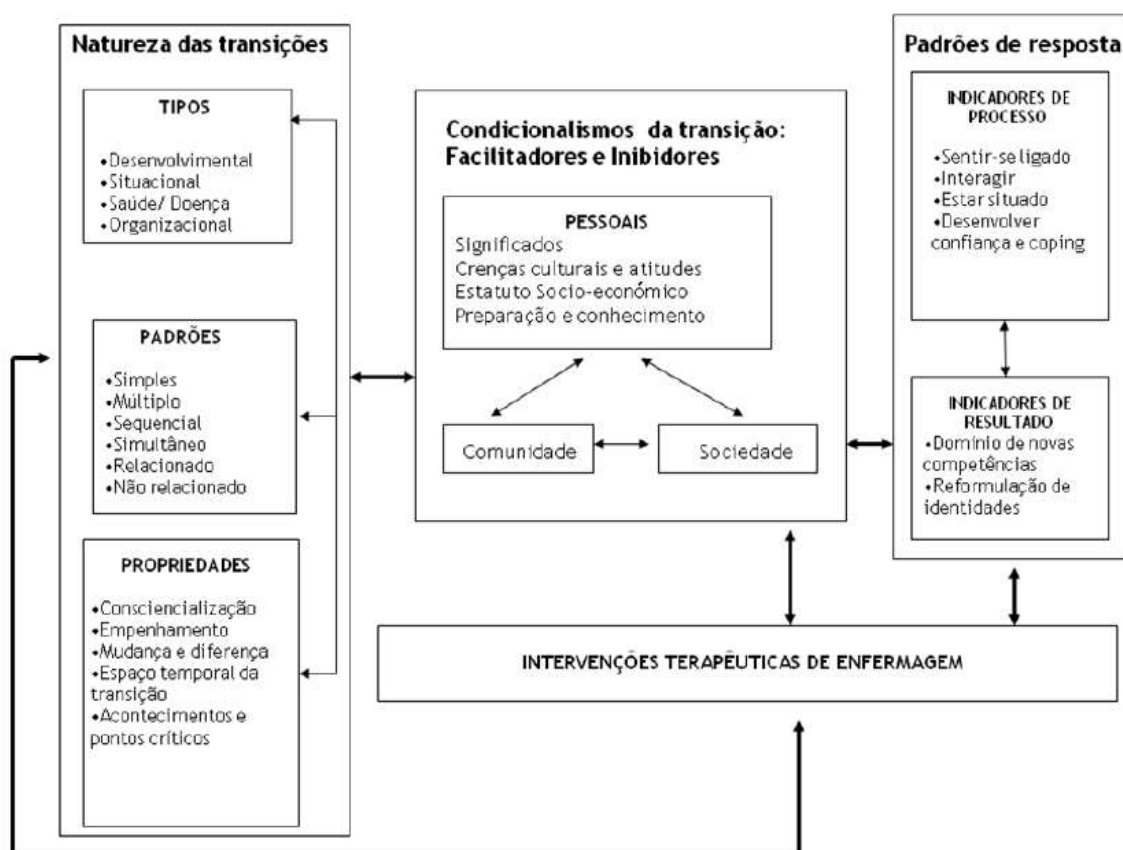 Natureza das transições
TIPOS
•Desenvolvimental
•Situacional
•Saúde/ Doença
•Organizacional
PADRÕES
•Simples
•Múltiplo
•Sequencial
•Simultâneo
•Relacionado
•Não relacionado
PROPRIEDADES
•Consciencialização
•Empenhamento
•Mudança e diferença
•Espaço temporal da
transição
•Acontecimentos e
pontos críticos
Condicionalismos da transição:
Facilitadores e Inibidores
PESSOAIS
Significados
Crenças culturais e atitudes
Estatuto Socio-económico
Preparação e conhecimento
Comunidade
Sociedade
Padrões de resposta
INDICADORES DE
PROCESSO
•Sentir-se ligado
•Interagir
•Estar situado
•Desenvolver
confiança e coping
INDICADORES DE
RESULTADO
•Domínio de novas
competências
•Reformulação de
identidades
INTERVENÇÕES TERAPÊUTICAS DE ENFERMAGEM